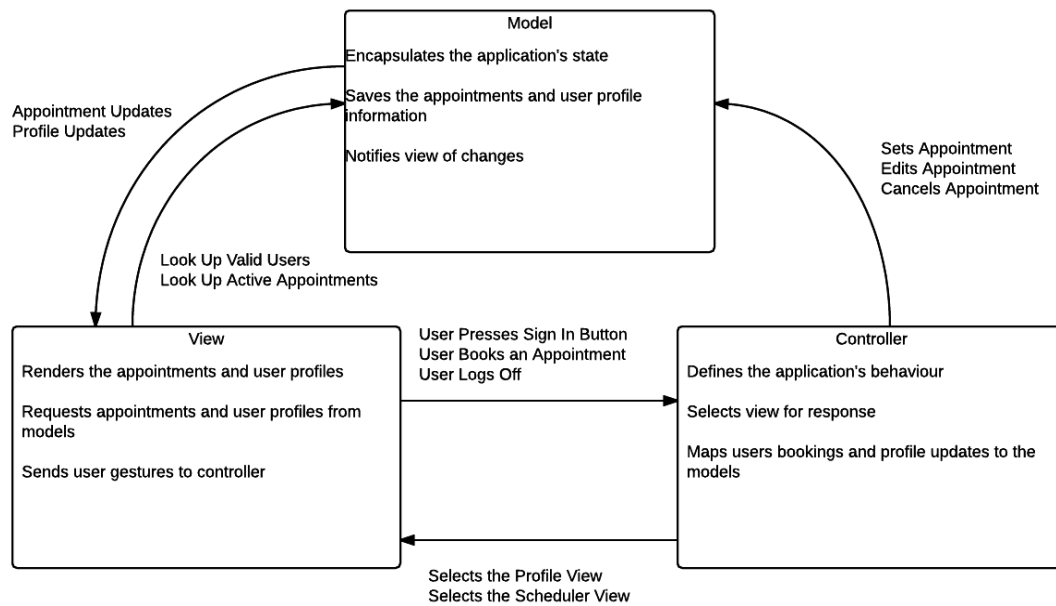 Model
Encapsulates the application's state
Saves the appointments and user profile
information
Notifies view of changes
Appointment Updates
Profile Updates
Sets Appointment
Edits Appointment
Cancels Appointment
Look Up Valid Users
Look Up Active Appointments
View
Renders the appointments and user profiles
Requests appointments and user profiles from
models
Sends user gestures to controller
User Presses Sign In Button
User Books an Appointment
User Logs Off
Controller
Defines the application's behaviour
Selects view for response
Maps users bookings and profile updates to the
models
Selects the Profile View
Selects the Scheduler View